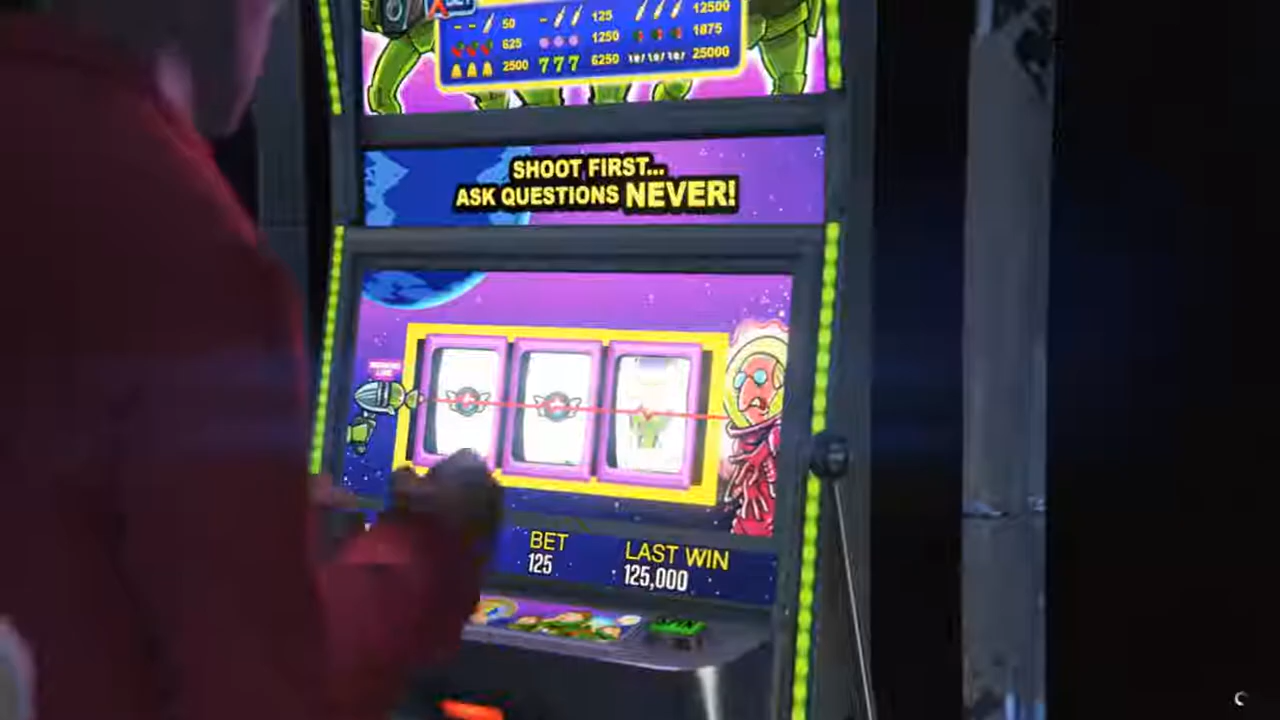 50 125 12500
625 1250 1875
2500 777 6250 25000
SHOOT FIRST...
ASK QUESTIONS NEVER!
BET
125
LAST WIN
125,000
SPIN